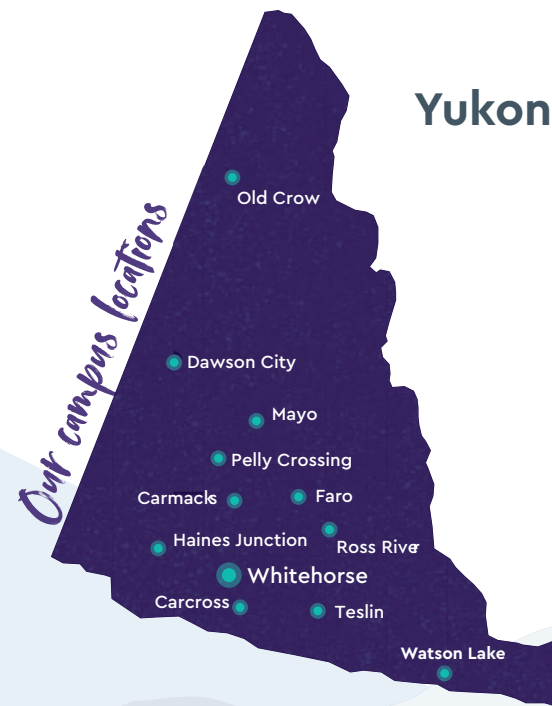 Yukon
Our campus locations
Old Crow
Dawson City
Mayo
Pelly Crossing
Carmacks
Faro
Haines Junction
Ross River
Whitehorse
Carcross
Teslin
Watson Lake